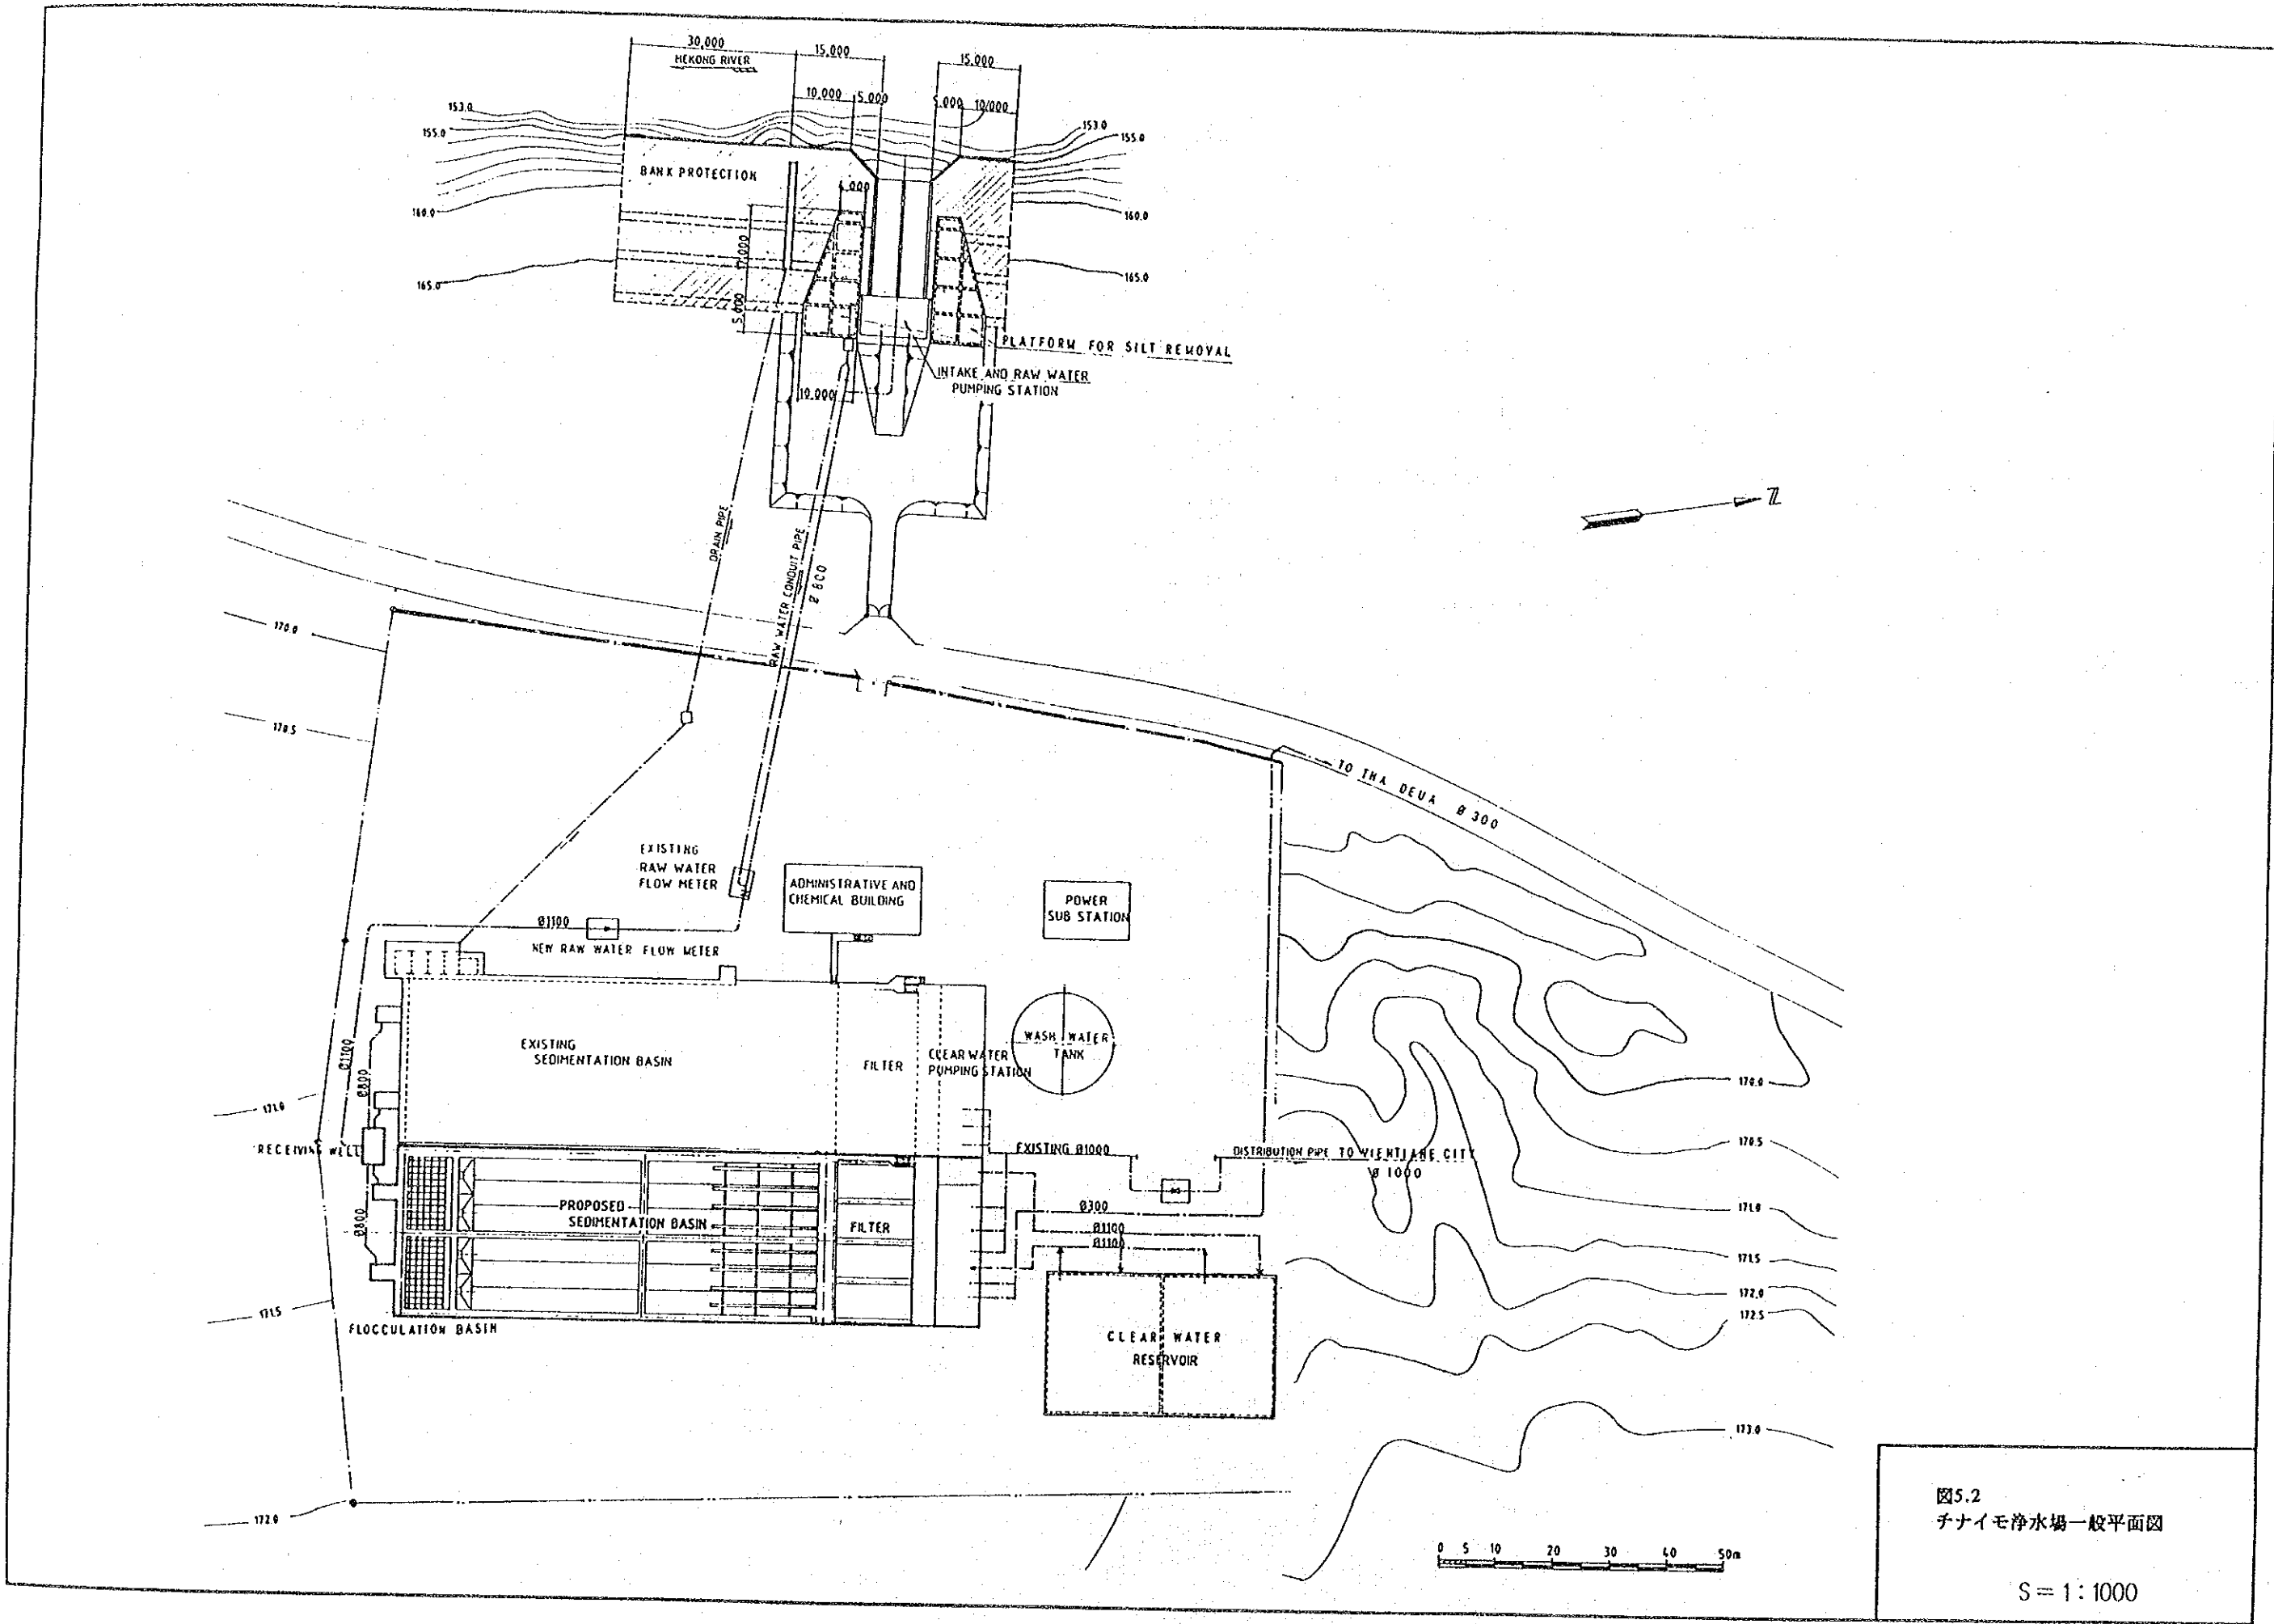 30,000
15,000
15,000
MEKONG RIVER
10,000
5,000
5,000
10,000
153.0
153.0
155.0
155.0
BANK PROTECTION
160.0
160.0
17,000
165.0
165.0
5,000
PLATFORM FOR SILT REMOVAL
INTAKE AND RAW WATER
PUMPING STATION
10,000
Z
DRAIN PIPE
RAW WATER CONDUIT PIPE
Ø 800
170.0
170.5
TO THA DEUA Ø 300
EXISTING
RAW WATER
FLOW METER
ADMINISTRATIVE AND
CHEMICAL BUILDING
POWER
SUB STATION
Ø1100
NEW RAW WATER FLOW METER
EXISTING
SEDIMENTATION BASIN
FILTER
CLEAR WATER
PUMPING STATION
WASH WATER
TANK
Ø1100
Ø800
171.0
170.0
RECEIVING WELL
EXISTING Ø1000
DISTRIBUTION PIPE TO VIENTIANE CITY
Ø 1000
170.5
PROPOSED
SEDIMENTATION BASIN
FILTER
Ø800
Ø300
Ø1100
Ø1100
171.0
171.5
171.5
172.0
172.5
FLOCCULATION BASIN
CLEAR WATER
RESERVOIR
173.0
172.0
0 5 10 20 30 40 50m
図5.2
チナイモ浄水場一般平面図
S = 1 : 1000